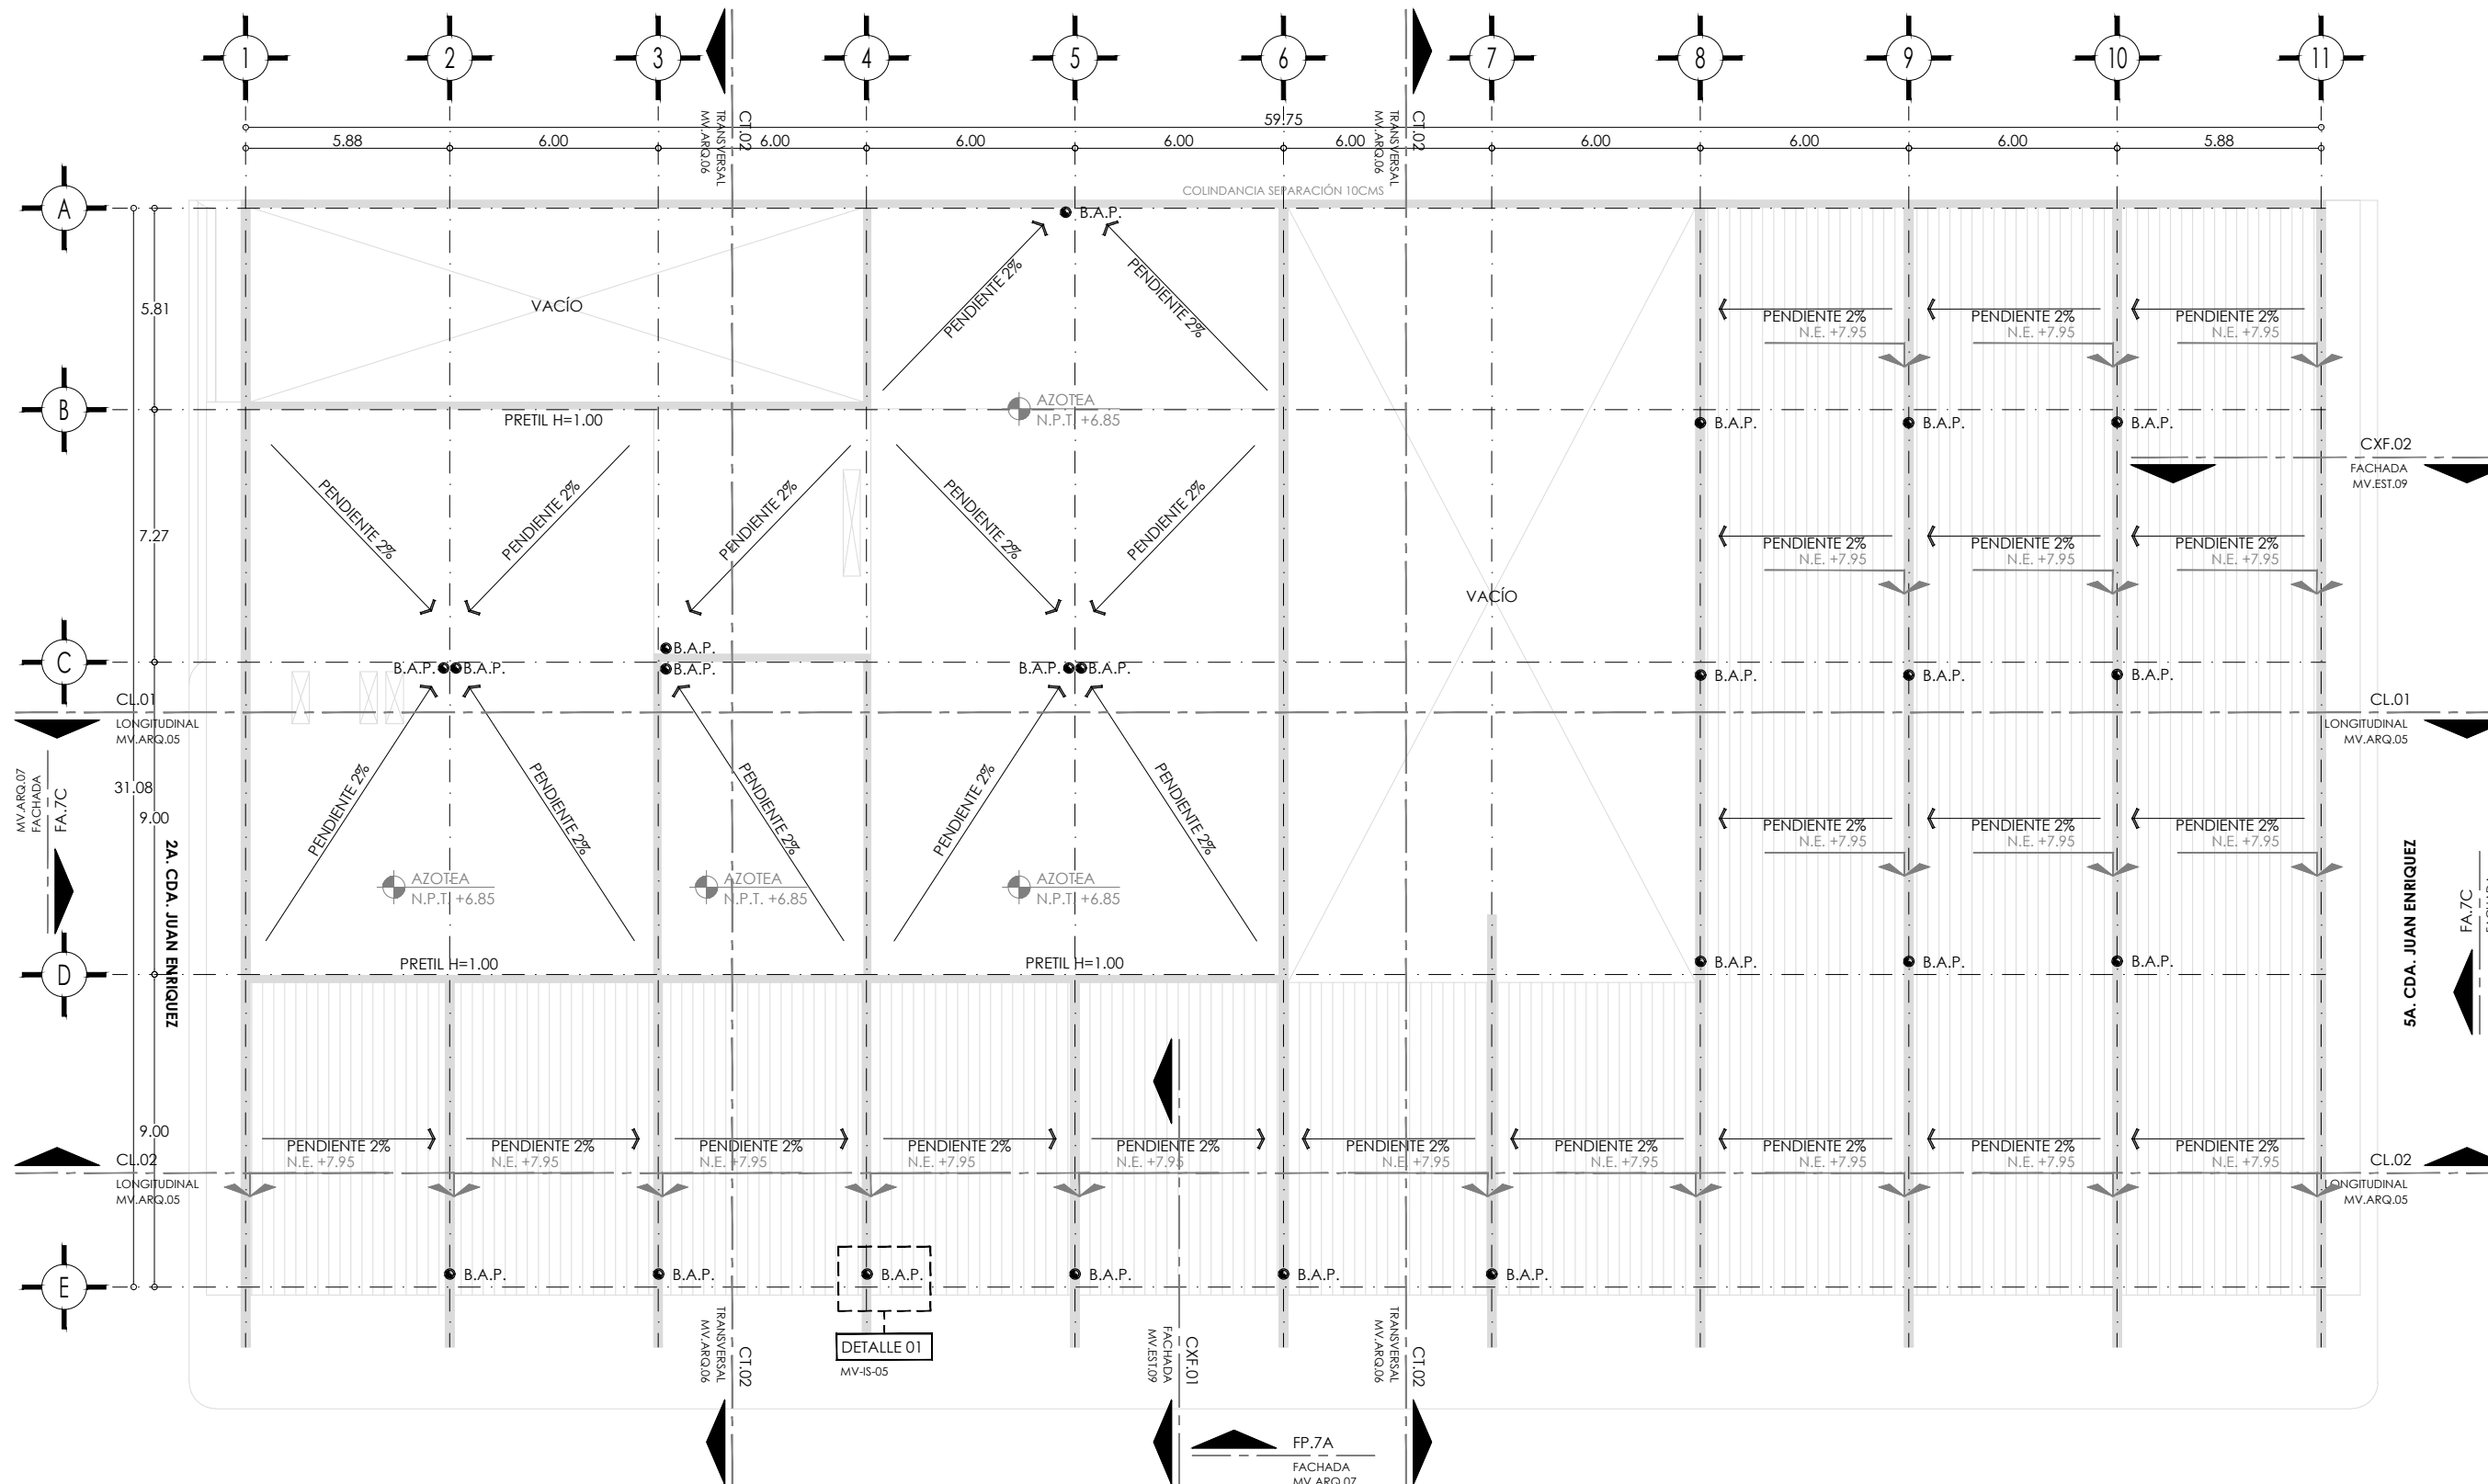 1 2 3 4 5 6 7 8 9 10 11
CT.02
TRANSVERSAL
MV.ARQ.06
CT.02
TRANSVERSAL
MV.ARQ.06
59.75
5.88 6.00 6.00 6.00 6.00 6.00 6.00 6.00 6.00 5.88
COLINDANCIA SEPARACIÓN 10CMS
A
B.A.P.
5.81
VACÍO
PENDIENTE 2% PENDIENTE 2%
PENDIENTE 2% PENDIENTE 2% PENDIENTE 2%
N.E. +7.95 N.E. +7.95 N.E. +7.95
B
AZOTEA
N.P.T. +6.85
PRETIL H=1.00
B.A.P. B.A.P. B.A.P.
CXF.02
FACHADA
MV.EST.09
7.27
PENDIENTE 2% PENDIENTE 2% PENDIENTE 2% PENDIENTE 2% PENDIENTE 2%
PENDIENTE 2% PENDIENTE 2% PENDIENTE 2%
N.E. +7.95 N.E. +7.95 N.E. +7.95
VACÍO
C
B.A.P.
B.A.P. B.A.P. B.A.P. B.A.P. B.A.P.
B.A.P. B.A.P. B.A.P.
CL.01
LONGITUDINAL
MV.ARQ.05
CL.01
LONGITUDINAL
MV.ARQ.05
MV.ARQ.07
FACHADA
FA.7C
31.08
9.00
2A. CDA. JUAN ENRIQUEZ
PENDIENTE 2% PENDIENTE 2% PENDIENTE 2% PENDIENTE 2% PENDIENTE 2%
PENDIENTE 2% PENDIENTE 2% PENDIENTE 2%
N.E. +7.95 N.E. +7.95 N.E. +7.95
5A. CDA. JUAN ENRIQUEZ
FA.7C
AZOTEA AZOTEA AZOTEA
N.P.T. +6.85 N.P.T. +6.85 N.P.T. +6.85
D
PRETIL H=1.00 PRETIL H=1.00
B.A.P. B.A.P. B.A.P.
9.00
PENDIENTE 2% PENDIENTE 2% PENDIENTE 2% PENDIENTE 2% PENDIENTE 2% PENDIENTE 2% PENDIENTE 2% PENDIENTE 2% PENDIENTE 2% PENDIENTE 2%
N.E. +7.95 N.E. +7.95 N.E. +7.95 N.E. +7.95 N.E. +7.95 N.E. +7.95 N.E. +7.95 N.E. +7.95 N.E. +7.95 N.E. +7.95
CL.02
LONGITUDINAL
MV.ARQ.05
CL.02
LONGITUDINAL
MV.ARQ.05
E
B.A.P. B.A.P. B.A.P. B.A.P. B.A.P. B.A.P.
DETALLE 01
MV-IS-05
CT.02
TRANSVERSAL
MV.ARQ.06
CXF.01
FACHADA
MV.EST.09
CT.02
TRANSVERSAL
MV.ARQ.06
FP.7A
FACHADA
MV.ARQ.07